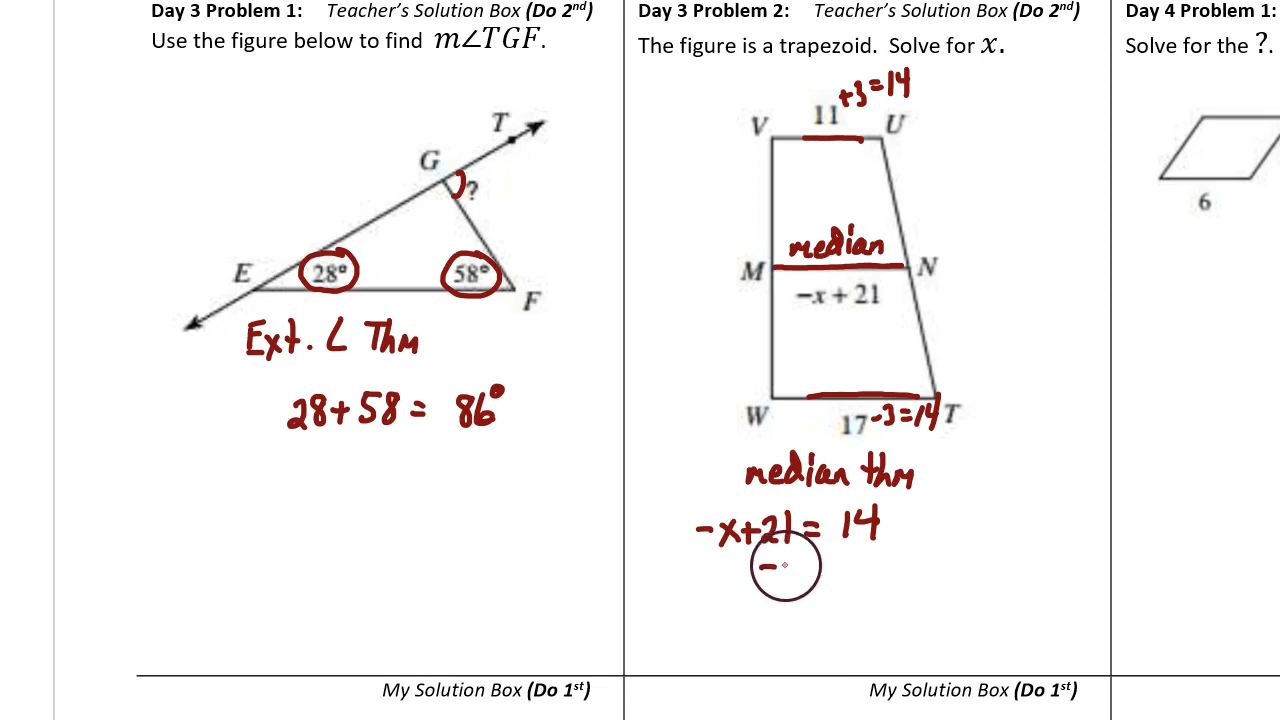 Day 3 Problem 1: Teacher's Solution Box (Do 2nd)
Use the figure below to find m∠TGF.
T
G
?
E
28°
58°
F
Ext. ∠ Thm
28+58= 86°
My Solution Box (Do 1st)
Day 3 Problem 2: Teacher's Solution Box (Do 2nd)
The figure is a trapezoid. Solve for x.
+3=14
V 11 U
median
M N
-x + 21
W 17 -3=14 T
median thm
-x+21= 14
-
My Solution Box (Do 1st)
Day 4 Problem 1:
Solve for the ?.
6